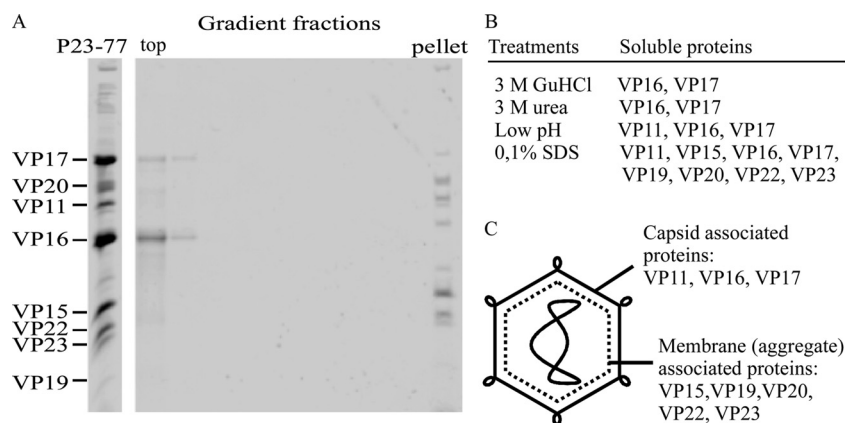 A
P23-77
Gradient fractions
top
pellet
VP17
VP20
VP11
VP16
VP15
VP22
VP23
VP19
B
Treatments Soluble proteins
3 M GuHCl VP16, VP17
3 M urea VP16, VP17
Low pH VP11, VP16, VP17
0,1% SDS VP11, VP15, VP16, VP17,
VP19, VP20, VP22, VP23
C
Capsid associated
proteins:
VP11, VP16, VP17
Membrane (aggregate)
associated proteins:
VP15,VP19,VP20,
VP22, VP23